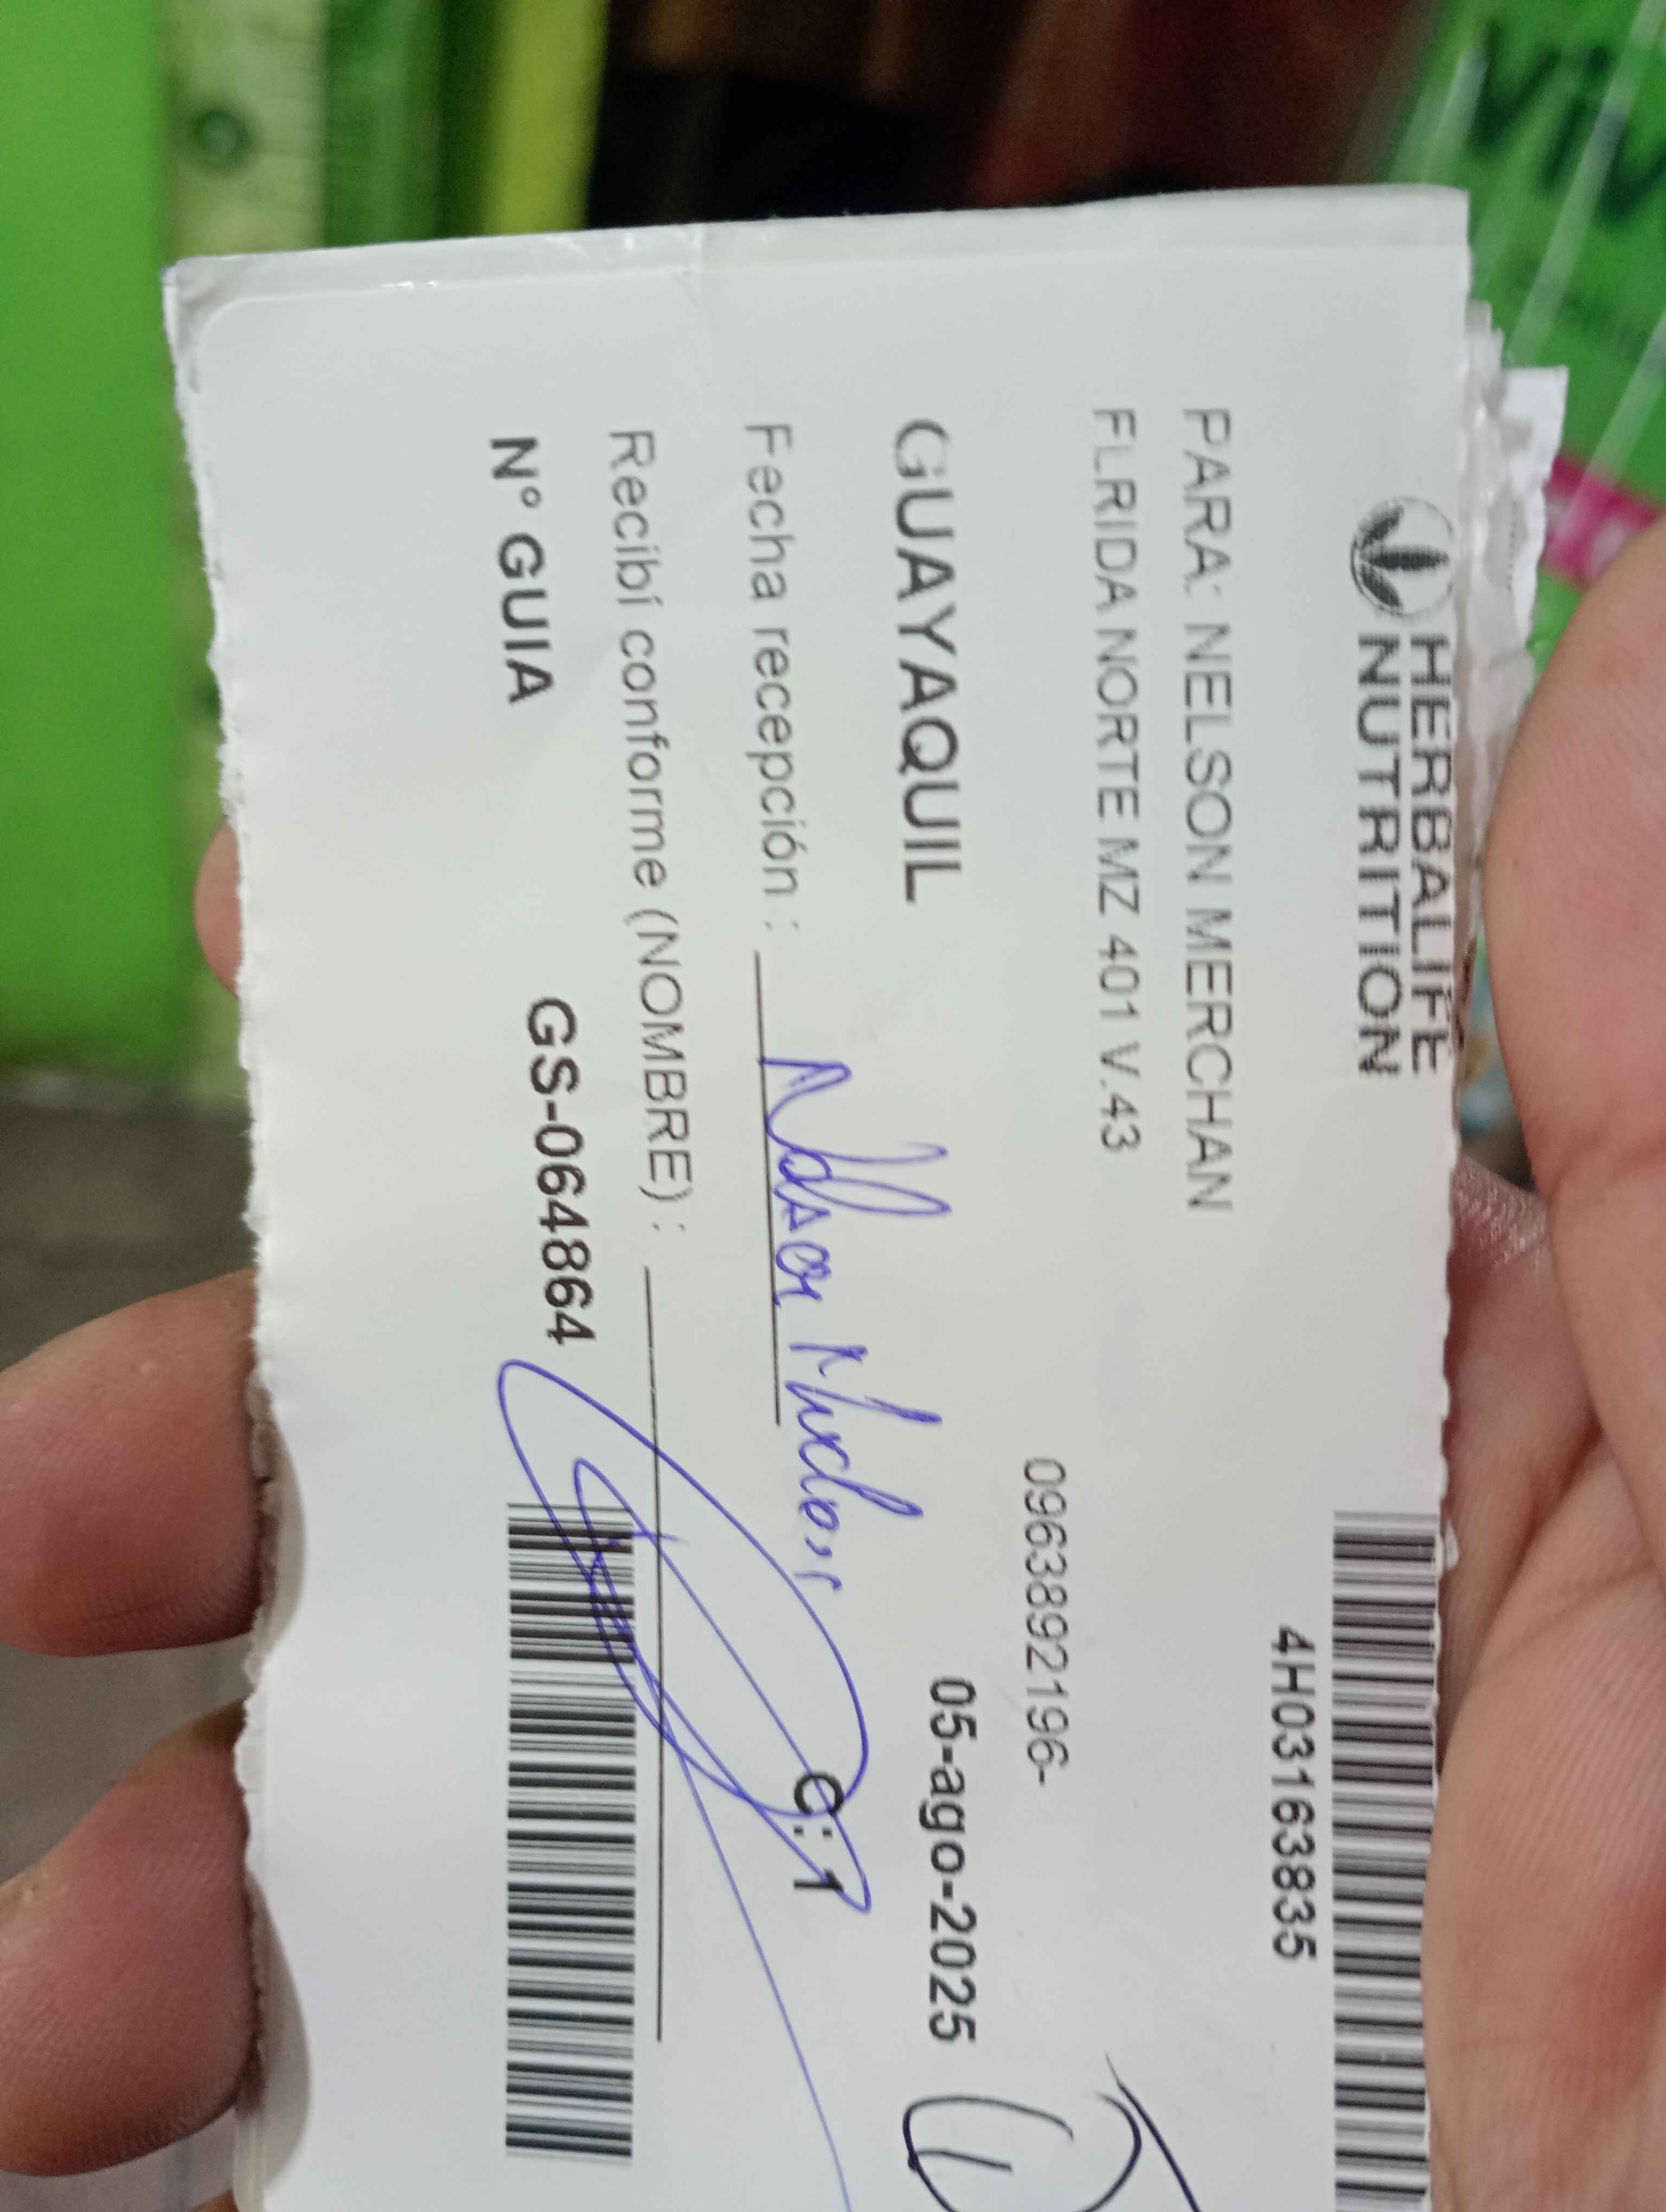 HERBALIFE
NUTRITION
4H03163835
PARA: NELSON MERCHAN
FLRIDA NORTE MZ 401 V.43
0963892196-
GUAYAQUIL
05-ago-2025
Fecha recepción :
C:1
Recibí conforme (NOMBRE) :
N° GUIA GS-064864